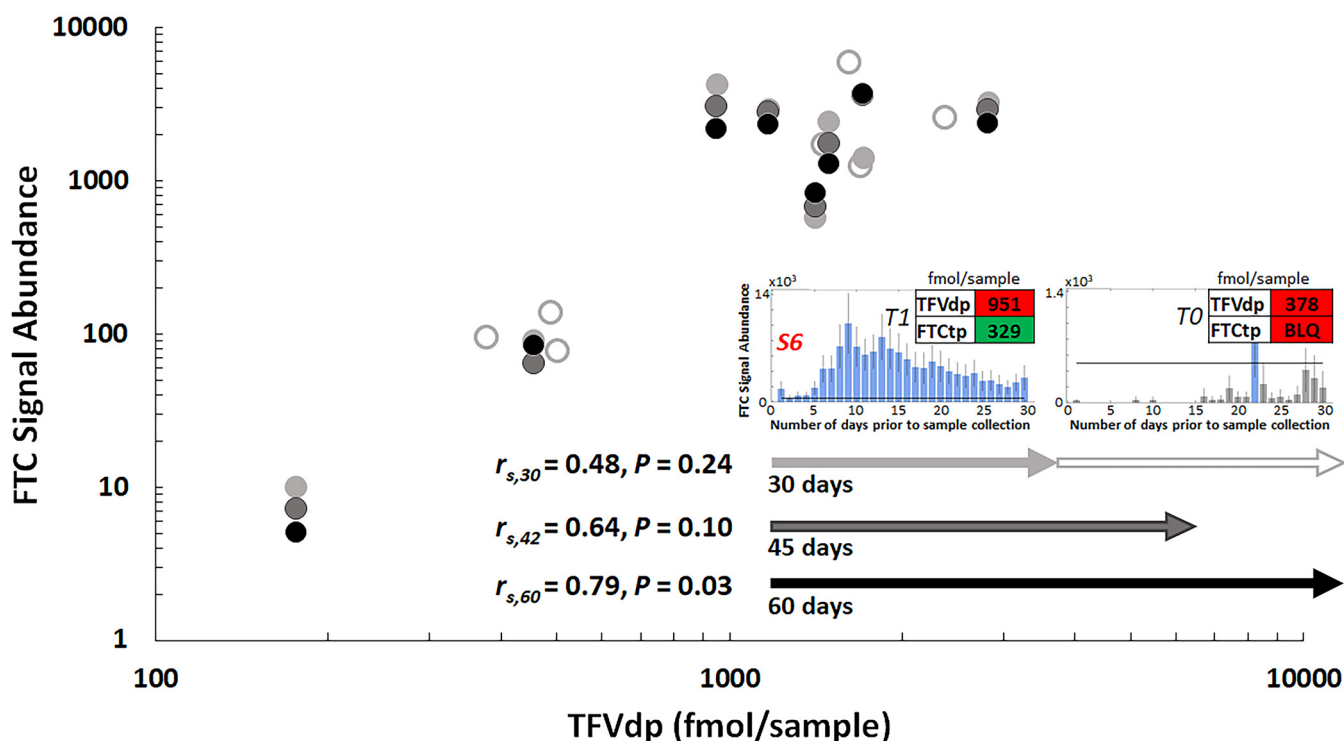 10000
1000
100
10
1
FTC Signal Abundance
100
1000
10000
TFVdp (fmol/sample)
fmol/sample
x10³
14
0
FTC Signal Abundance
S6
T1
TFVdp 951
FTCtp 329
0 5 10 15 20 25 30
Number of days prior to sample collection
fmol/sample
x10³
1.4
0
T0
TFVdp 378
FTCtp BLQ
0 5 10 15 20 25 30
Number of days prior to sample collection
r_s,30 = 0.48, P = 0.24
30 days
r_s,42 = 0.64, P = 0.10
45 days
r_s,60 = 0.79, P = 0.03
60 days